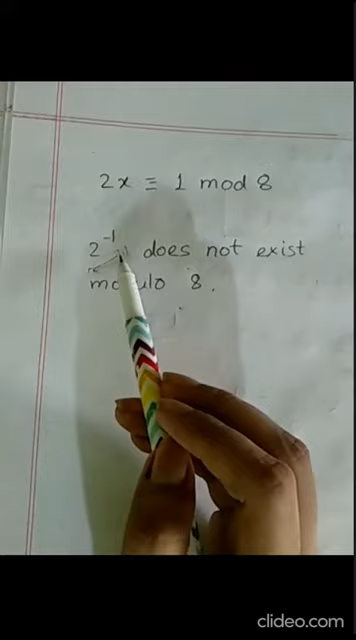 2x ≡ 1 mod 8
2⁻¹ does not exist
modulo 8.
clideo.com